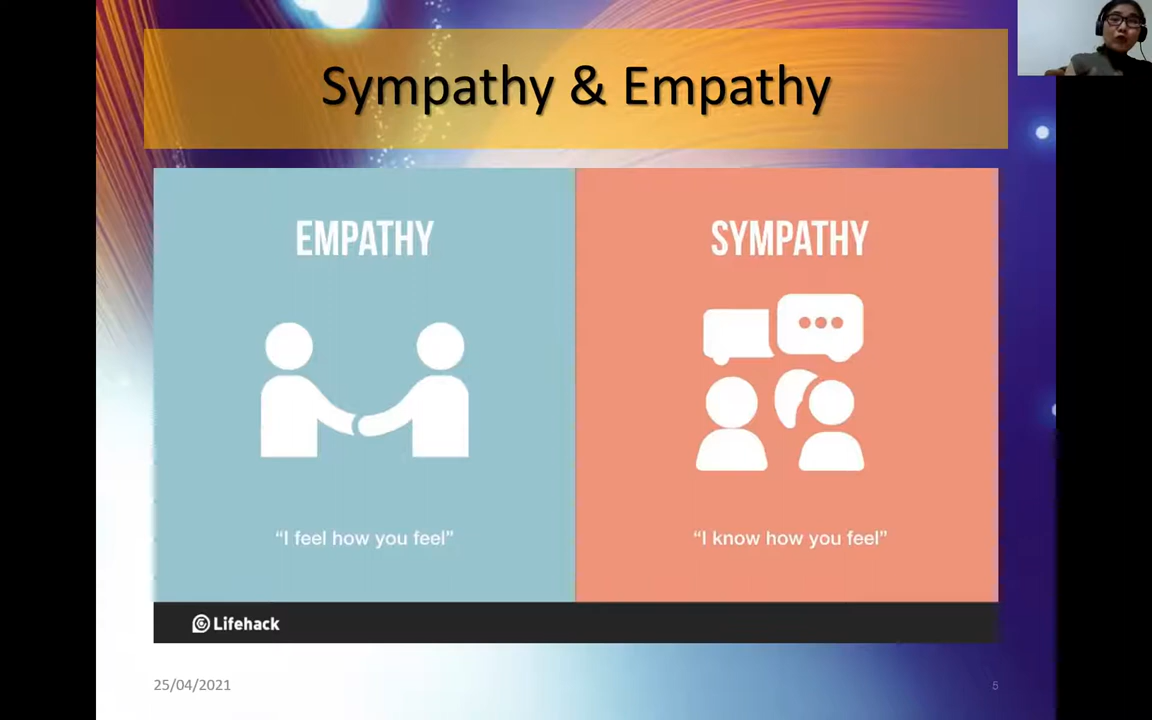 Sympathy & Empathy
EMPATHY
SYMPATHY
“I feel how you feel”
“I know how you feel”
Lifehack
25/04/2021
5